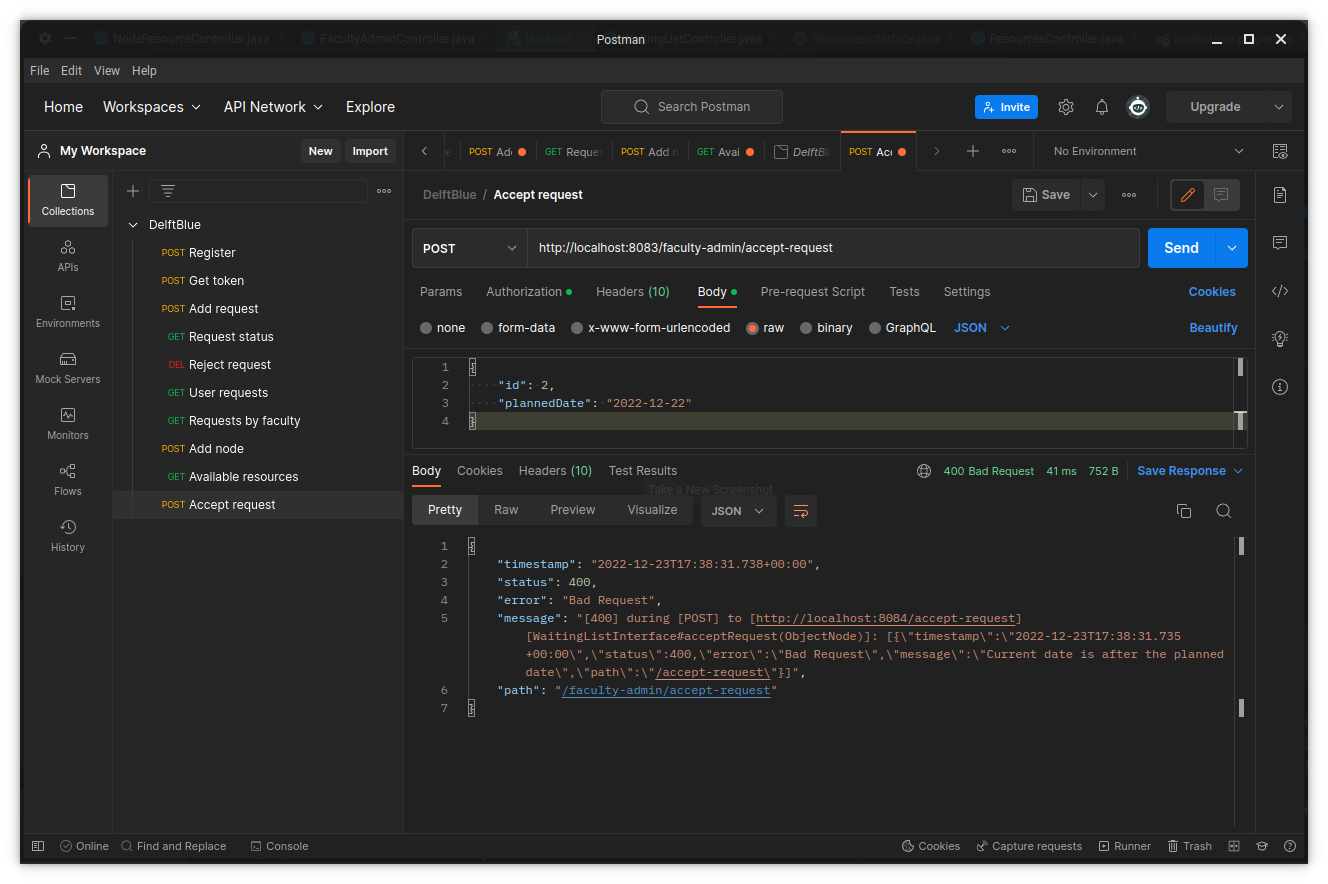 NodeResourceController.java FacultyAdminController.java tests.md Postman ListController.java ResourcesInterface.java ResourcesController.java
File Edit View Help
Home Workspaces API Network Explore Search Postman Invite Upgrade
My Workspace New Import POST Ad GET Reque POST Add GET Avai DelftBl POST Acc No Environment
DelftBlue / Accept request Save
Collections
APIs
Environments
Mock Servers
Monitors
Flows
History
DelftBlue
POST Register
POST Get token
POST Add request
GET Request status
DEL Reject request
GET User requests
GET Requests by faculty
POST Add node
GET Available resources
POST Accept request
POST http://localhost:8083/faculty-admin/accept-request Send
Params Authorization Headers (10) Body Pre-request Script Tests Settings Cookies
none form-data x-www-form-urlencoded raw binary GraphQL JSON Beautify
1 {
2 "id": 2,
3 "plannedDate": "2022-12-22"
4 }
Body Cookies Headers (10) Test Results 400 Bad Request 41 ms 752 B Save Response
Take a New Screenshot
Pretty Raw Preview Visualize JSON
1 {
2 "timestamp": "2022-12-23T17:38:31.738+00:00",
3 "status": 400,
4 "error": "Bad Request",
5 "message": "[400] during [POST] to [http://localhost:8084/accept-request]
[WaitingListInterface#acceptRequest(ObjectNode)]: [{\"timestamp\":\"2022-12-23T17:38:31.735
+00:00\",\"status\":400,\"error\":\"Bad Request\",\"message\":\"Current date is after the planned
date\",\"path\":\"/accept-request\"}]",
6 "path": "/faculty-admin/accept-request"
7 }
Online Find and Replace Console Cookies Capture requests Runner Trash